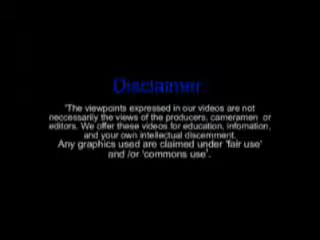 Disclaimer:
'The viewpoints expressed in our videos are not
neccessarily the views of the producers, cameramen or
editors. We offer these videos for education, infomation,
and your own intellectual discernment.
Any graphics used are claimed under 'fair use'
and /or 'commons use'.